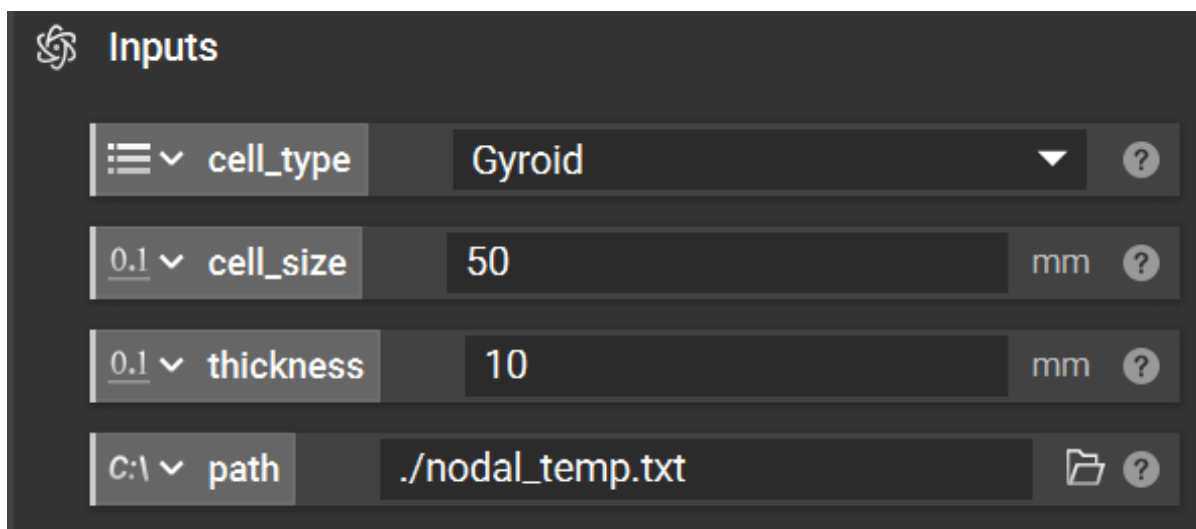 Inputs
cell_type Gyroid ?
0.1 cell_size 50 mm ?
0.1 thickness 10 mm ?
C:\ path ./nodal_temp.txt ?